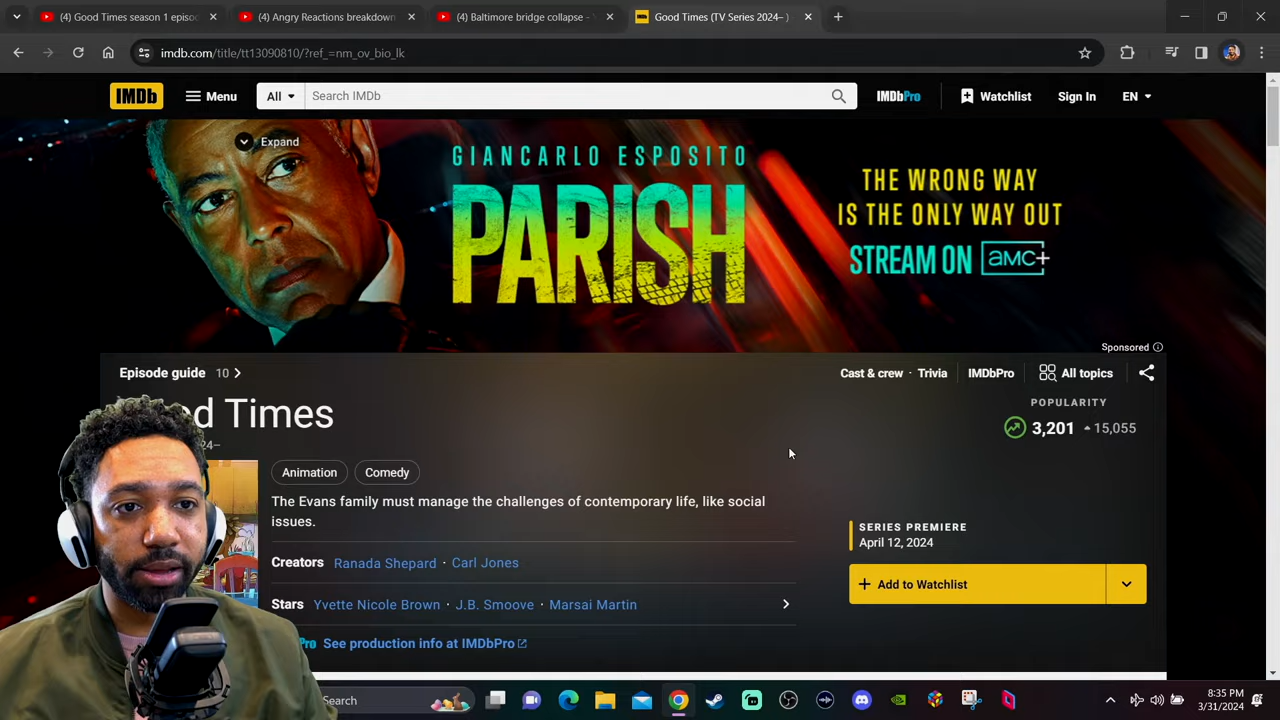 (4) Good Times season 1 episo
(4) Angry Reactions breakdown
(4) Baltimore bridge collapse -
Good Times (TV Series 2024– )
imdb.com/title/tt13090810/?ref_=nm_ov_bio_lk
IMDb
Menu
All
Search IMDb
IMDbPro
Watchlist
Sign In
EN
Expand
GIANCARLO ESPOSITO
PARISH
THE WRONG WAY
IS THE ONLY WAY OUT
STREAM ON amc+
Sponsored
Episode guide 10
Cast & crew · Trivia
IMDbPro
All topics
d Times
24–
POPULARITY
3,201 15,055
Animation
Comedy
The Evans family must manage the challenges of contemporary life, like social
issues.
SERIES PREMIERE
April 12, 2024
Creators Ranada Shepard · Carl Jones
+ Add to Watchlist
Stars Yvette Nicole Brown · J.B. Smoove · Marsai Martin
Pro See production info at IMDbPro
Search
8:35 PM
3/31/2024